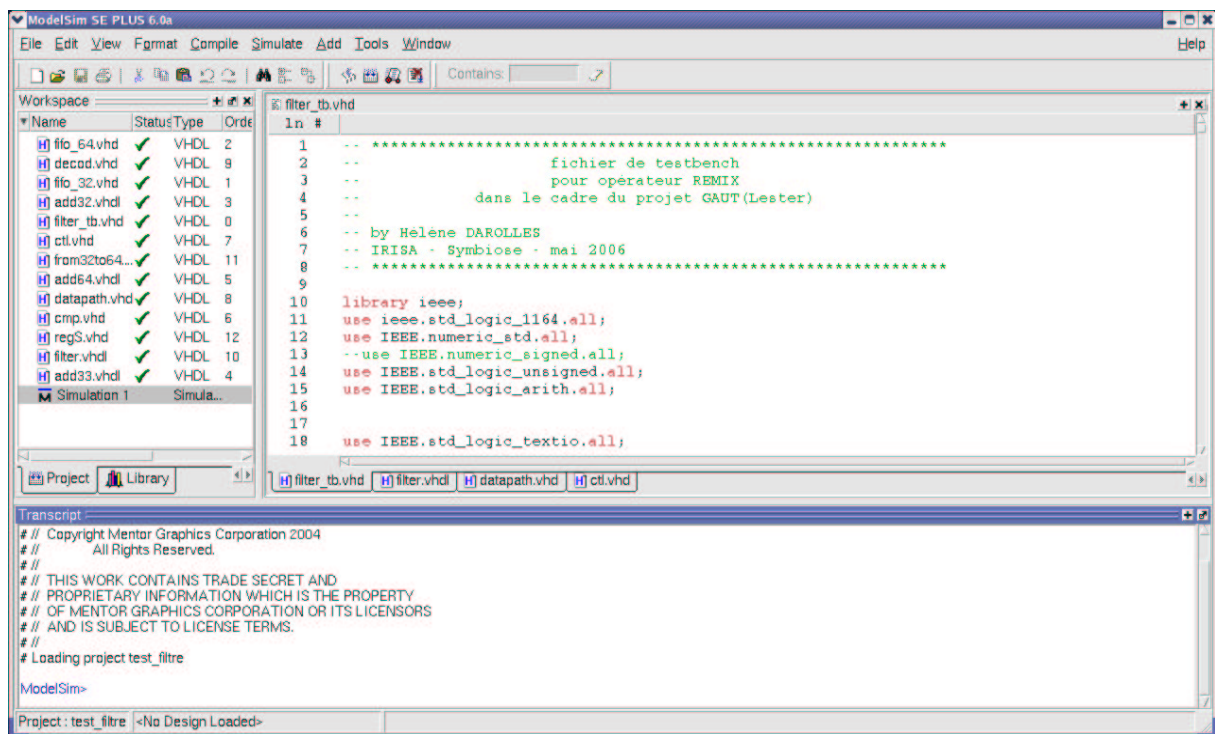 ModelSim SE PLUS 6.0a
File Edit View Format Compile Simulate Add Tools Window Help
Contains:
Workspace
Name Status Type Orde
fifo_64.vhd VHDL 2
decod.vhd VHDL 9
fifo_32.vhd VHDL 1
add32.vhdl VHDL 3
filter_tb.vhd VHDL 0
ctl.vhd VHDL 7
from32to64.... VHDL 11
add64.vhdl VHDL 5
datapath.vhd VHDL 8
cmp.vhd VHDL 6
regS.vhd VHDL 12
filter.vhdl VHDL 10
add33.vhdl VHDL 4
Simulation 1 Simula...
Project Library
filter_tb.vhd
ln #
1 -- *************************************************************
2 -- fichier de testbench
3 -- pour opérateur REMIX
4 -- dans le cadre du projet GAUT(Lester)
5 --
6 -- by Helene DAROLLES
7 -- IRISA - Symbiose - mai 2006
8 -- *************************************************************
9
10 library ieee;
11 use ieee.std_logic_1164.all;
12 use IEEE.numeric_std.all;
13 --use IEEE.numeric_signed.all;
14 use IEEE.std_logic_unsigned.all;
15 use IEEE.std_logic_arith.all;
16
17
18 use IEEE.std_logic_textio.all;
filter_tb.vhd filter.vhdl datapath.vhd ctl.vhd
Transcript
# // Copyright Mentor Graphics Corporation 2004
# // All Rights Reserved.
# //
# // THIS WORK CONTAINS TRADE SECRET AND
# // PROPRIETARY INFORMATION WHICH IS THE PROPERTY
# // OF MENTOR GRAPHICS CORPORATION OR ITS LICENSORS
# // AND IS SUBJECT TO LICENSE TERMS.
# //
# Loading project test_filtre
ModelSim>
Project : test_filtre <No Design Loaded>